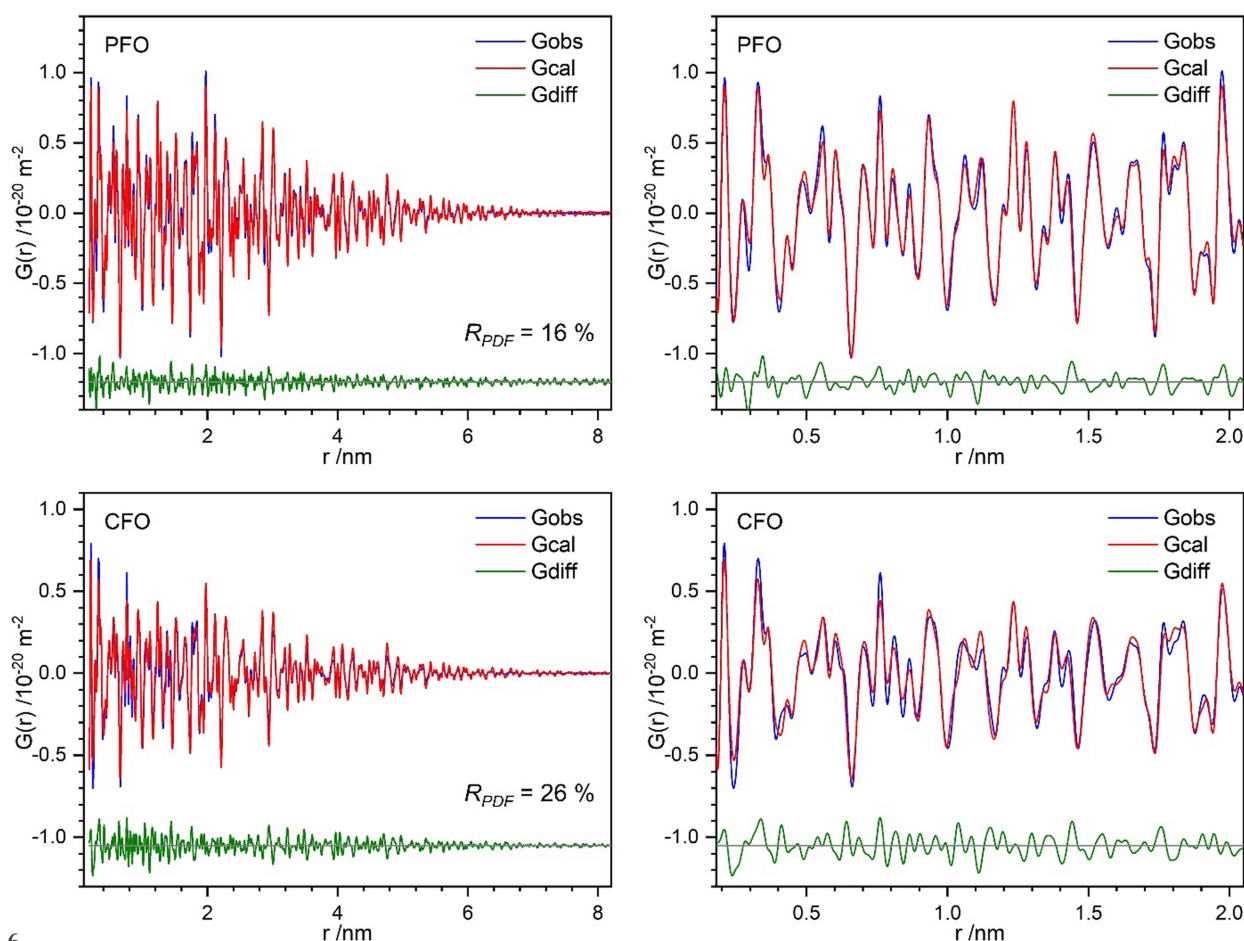 PFO
Gobs
Gcal
Gdiff
1.0
0.5
0.0
-0.5
-1.0
G(r) /10⁻²⁰ m⁻²
R_PDF = 16 %
2 4 6 8
r /nm
PFO
Gobs
Gcal
Gdiff
1.0
0.5
0.0
-0.5
-1.0
G(r) /10⁻²⁰ m⁻²
0.5 1.0 1.5 2.0
r /nm
CFO
Gobs
Gcal
Gdiff
1.0
0.5
0.0
-0.5
-1.0
G(r) /10⁻²⁰ m⁻²
R_PDF = 26 %
2 4 6 8
r /nm
CFO
Gobs
Gcal
Gdiff
1.0
0.5
0.0
-0.5
-1.0
G(r) /10⁻²⁰ m⁻²
0.5 1.0 1.5 2.0
r /nm